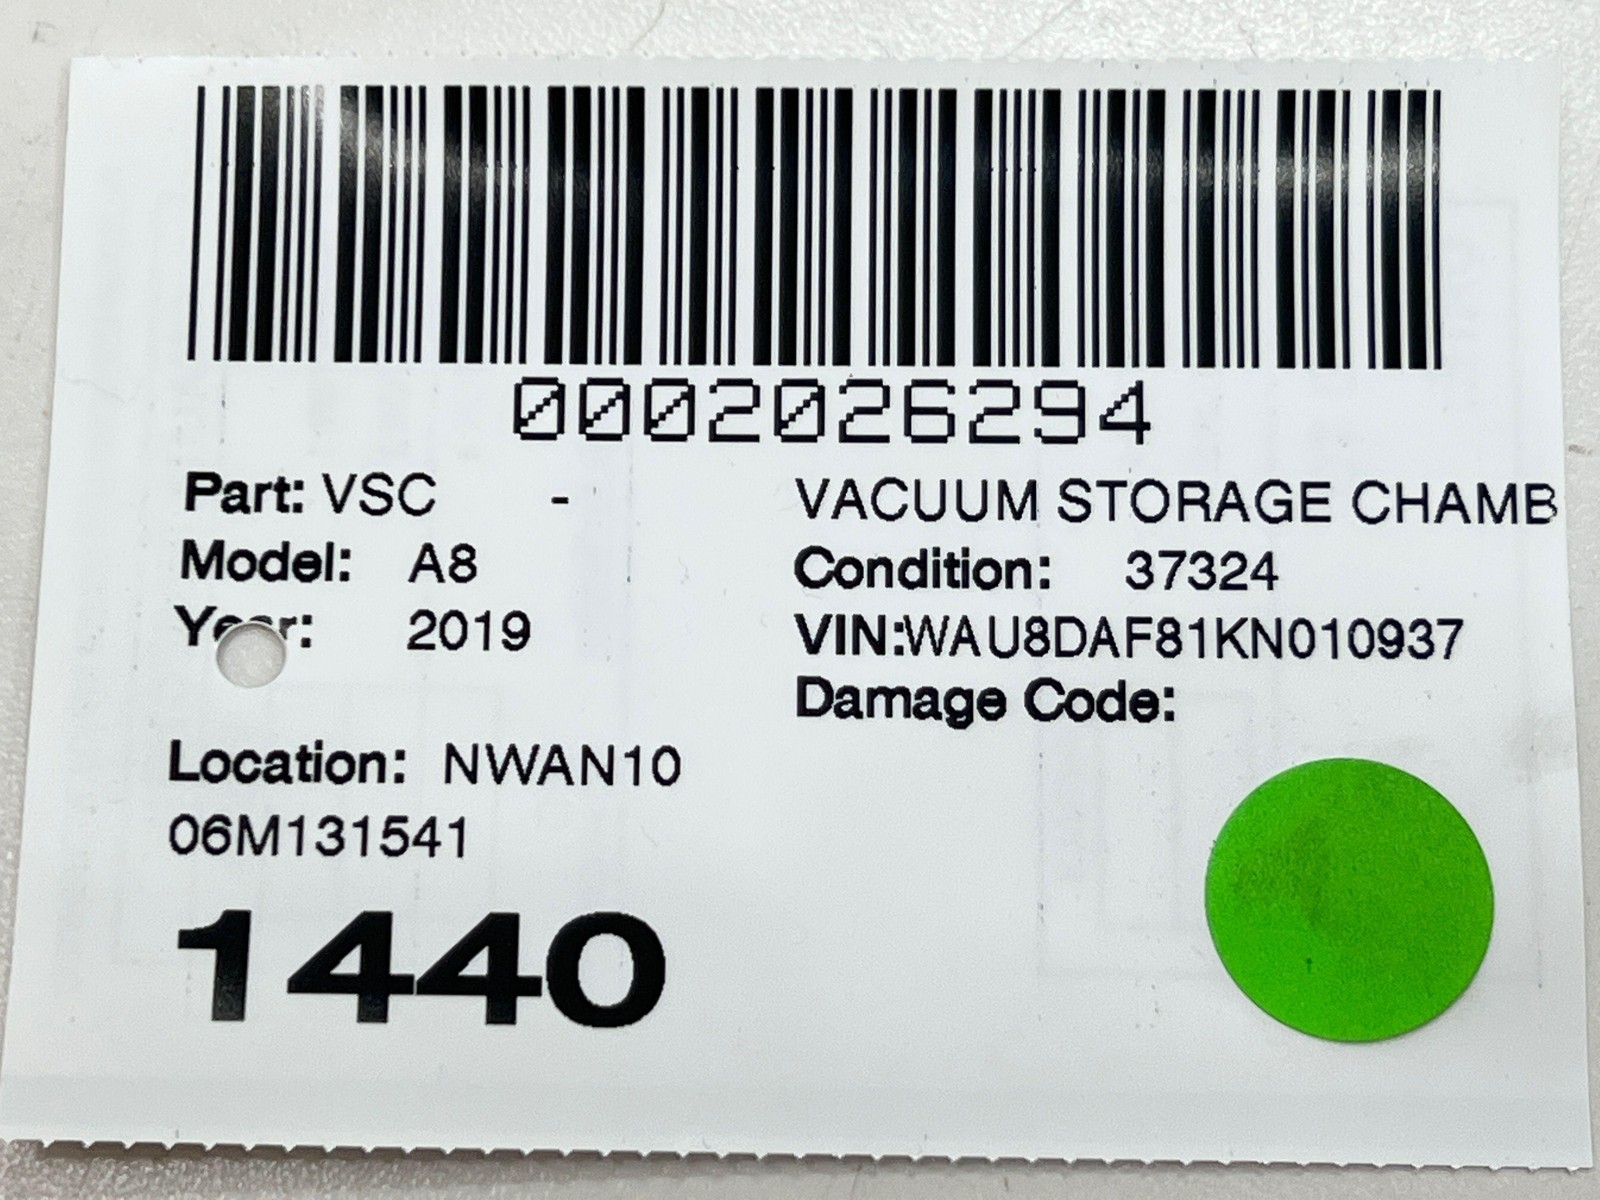 0002026294
Part: VSC - VACUUM STORAGE CHAMB
Model: A8 Condition: 37324
Year: 2019 VIN:WAU8DAF81KN010937
Damage Code:
Location: NWAN10
06M131541
1440